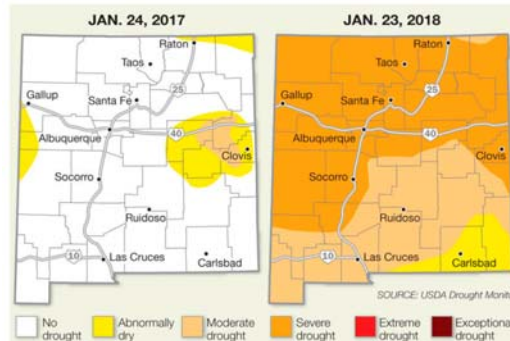 JAN. 24, 2017
JAN. 23, 2018
Raton
Taos
25
Gallup
Santa Fe
Albuquerque
40
Clovis
Socorro
Ruidoso
10
Las Cruces
Carlsbad
Raton
Taos
25
Gallup
Santa Fe
Albuquerque
40
Clovis
Socorro
Ruidoso
10
Las Cruces
Carlsbad
SOURCE: USDA Drought Monit
No drought
Abnormally dry
Moderate drought
Severe drought
Extreme drought
Exceptiona drought